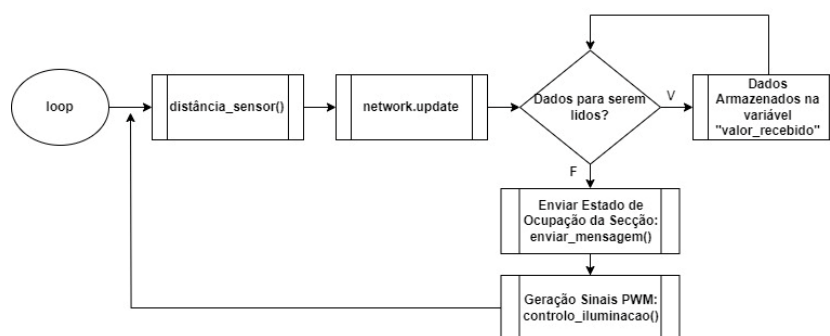 loop
distância_sensor()
network.update
Dados para serem
lidos?
V
Dados
Armazenados na
variável
"valor_recebido"
F
Enviar Estado de
Ocupação da Secção:
enviar_mensagem()
Geração Sinais PWM:
controlo_iluminacao()